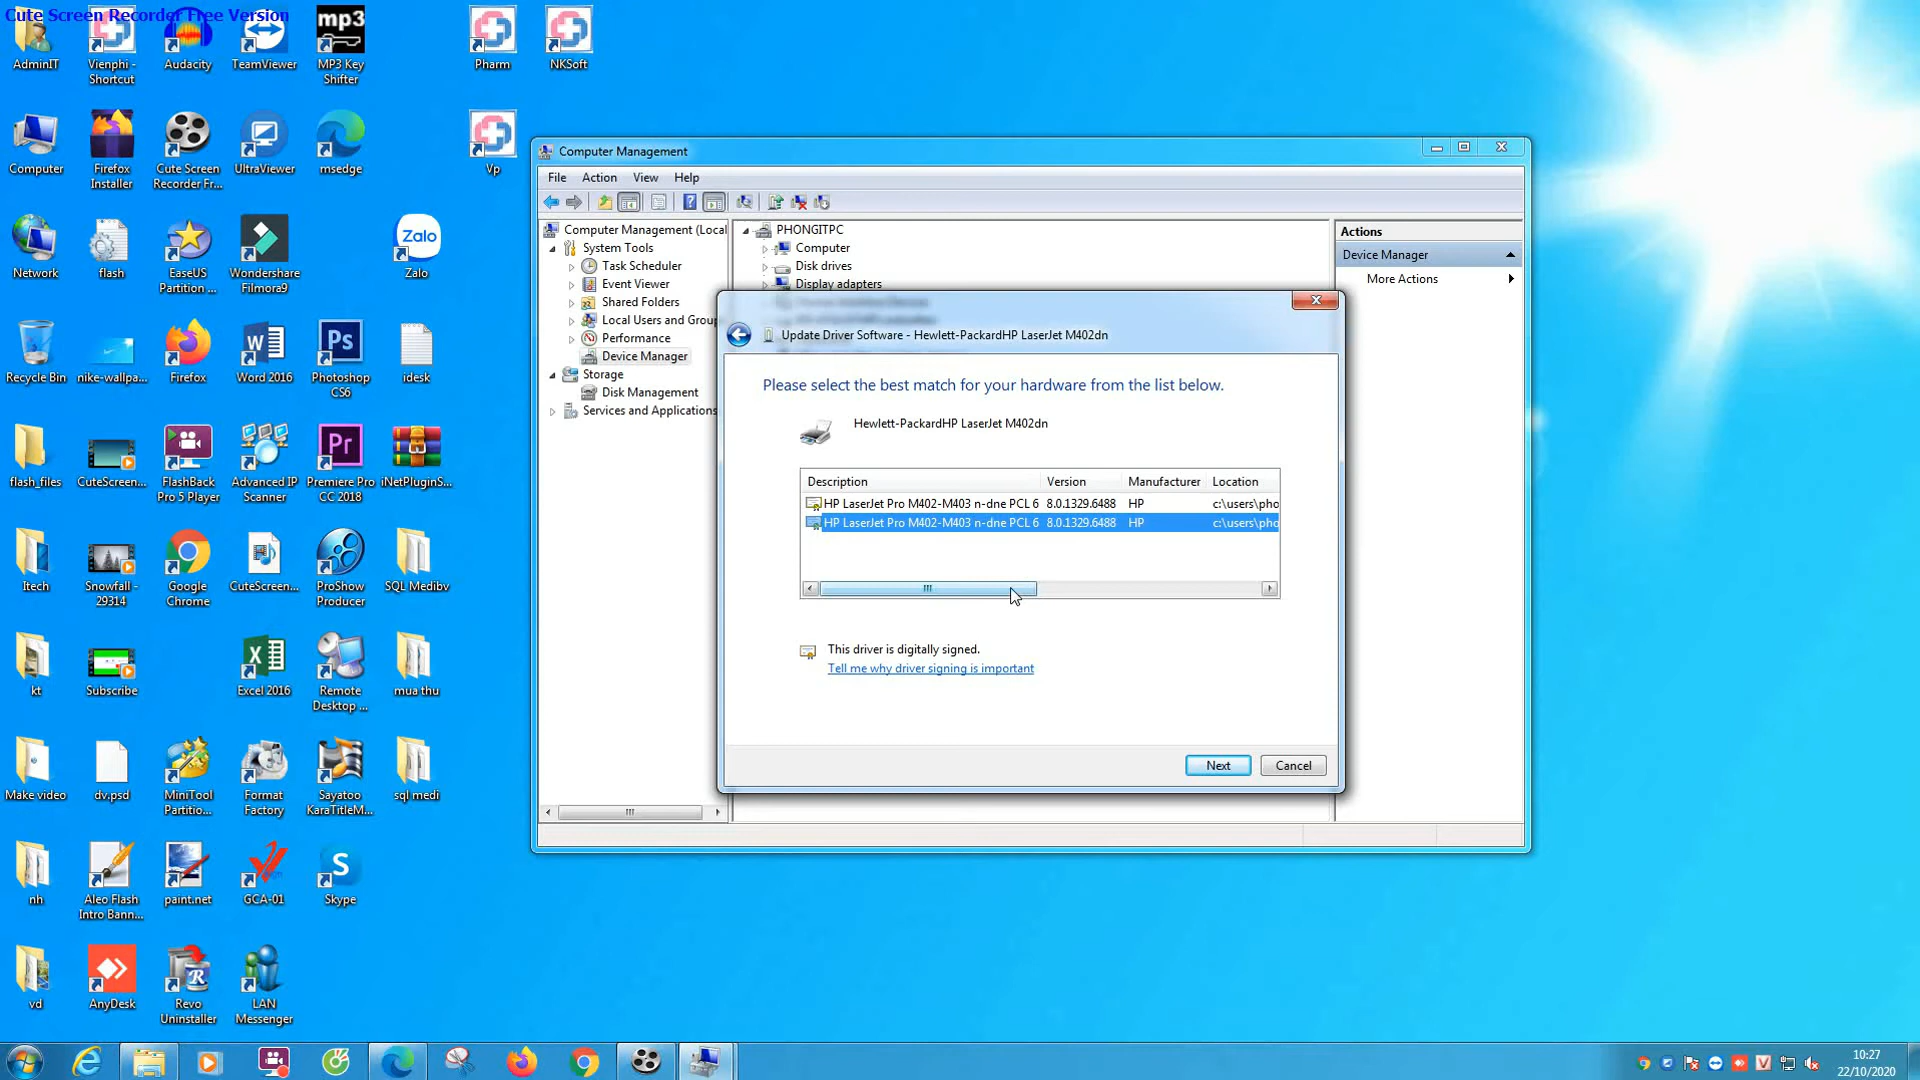 Cute Screen Recorder Free Version
AdminIT
Vienphi -
Shortcut
Audacity
TeamViewer
mp3
MP3 Key
Shifter
Pharm
NKSoft
Computer
Firefox
Installer
Cute Screen
Recorder Fr...
UltraViewer
msedge
Vp
Network
flash
EaseUS
Partition ...
Wondershare
Filmora9
Zalo
Zalo
Recycle Bin
nike-wallpa...
Firefox
Word 2016
Ps
Photoshop
CS6
idesk
flash_files
CuteScreen...
FlashBack
Pro 5 Player
Advanced IP
Scanner
Pr
Premiere Pro
CC 2018
iNetPluginS...
Itech
Snowfall -
29314
Google
Chrome
CuteScreen...
ProShow
Producer
SQL Medibv
kt
Subscribe
Excel 2016
Remote
Desktop ...
mua thu
Make video
dv.psd
MiniTool
Partitio...
Format
Factory
Sayatoo
KaraTitleM...
sql medi
nh
Aleo Flash
Intro Bann...
paint.net
GCA-01
Skype
vd
AnyDesk
Revo
Uninstaller
LAN
Messenger
Computer Management
File Action View Help
Computer Management (Local
System Tools
Task Scheduler
Event Viewer
Shared Folders
Local Users and Group
Performance
Device Manager
Storage
Disk Management
Services and Applications
PHONGITPC
Computer
Disk drives
Display adapters
Actions
Device Manager
More Actions
Update Driver Software - Hewlett-PackardHP LaserJet M402dn
Please select the best match for your hardware from the list below.
Hewlett-PackardHP LaserJet M402dn
Description Version Manufacturer Location
HP LaserJet Pro M402-M403 n-dne PCL 6 8.0.1329.6488 HP c:\users\pho
HP LaserJet Pro M402-M403 n-dne PCL 6 8.0.1329.6488 HP c:\users\pho
This driver is digitally signed.
Tell me why driver signing is important
Next
Cancel
10:27
22/10/2020